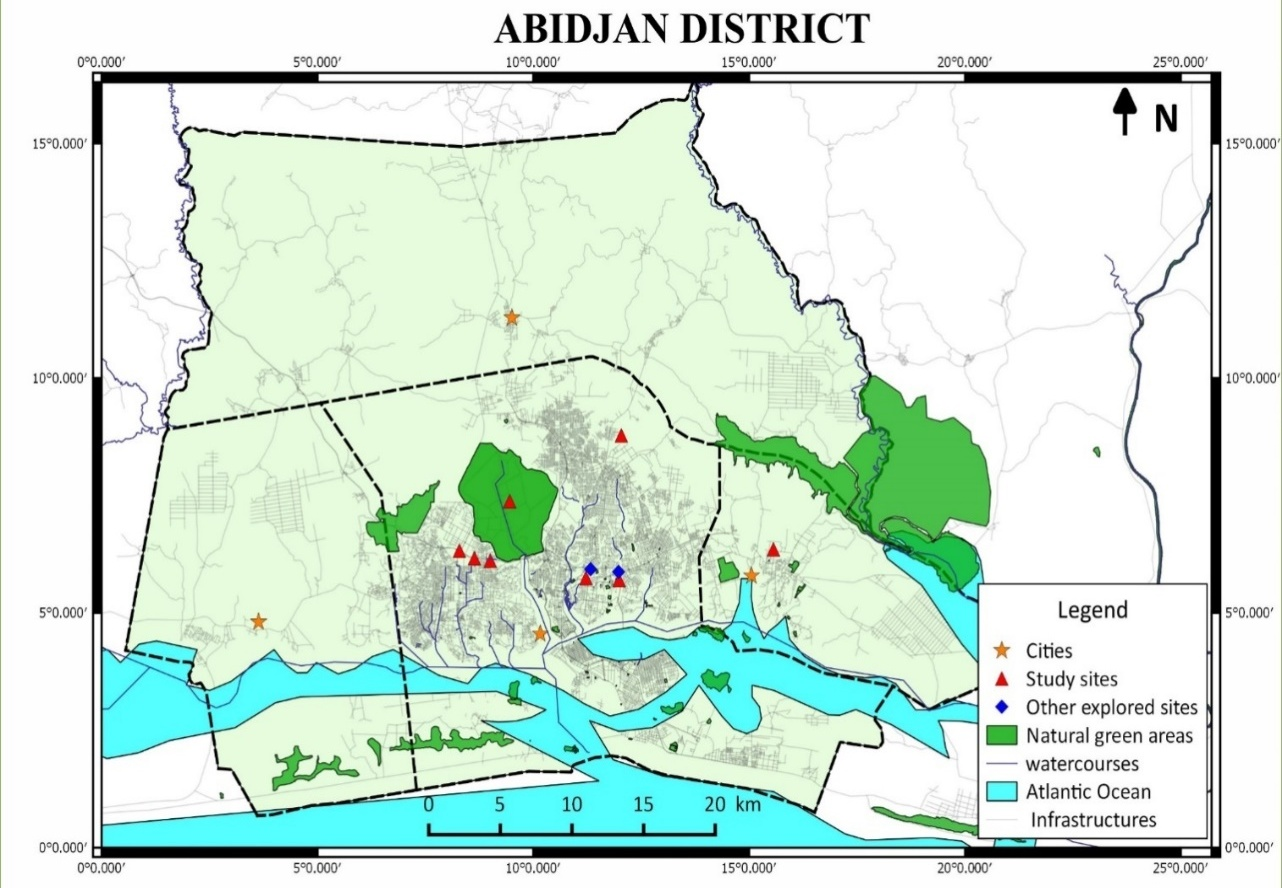 ABIDJAN DISTRICT
0°0.000′ 5°0.000′ 10°0.000′ 15°0.000′ 20°0.000′ 25°0.000′
N
15°0.000′ 15°0.000′
10°0.000′ 10°0.000′
5°0.000′ 5°0.000′
Legend
Cities
Study sites
Other explored sites
Natural green areas
watercourses
Atlantic Ocean
Infrastructures
0 5 10 15 20 km
0°0.000′ 0°0.000′
0°0.000′ 5°0.000′ 10°0.000′ 15°0.000′ 20°0.000′ 25°0.000′